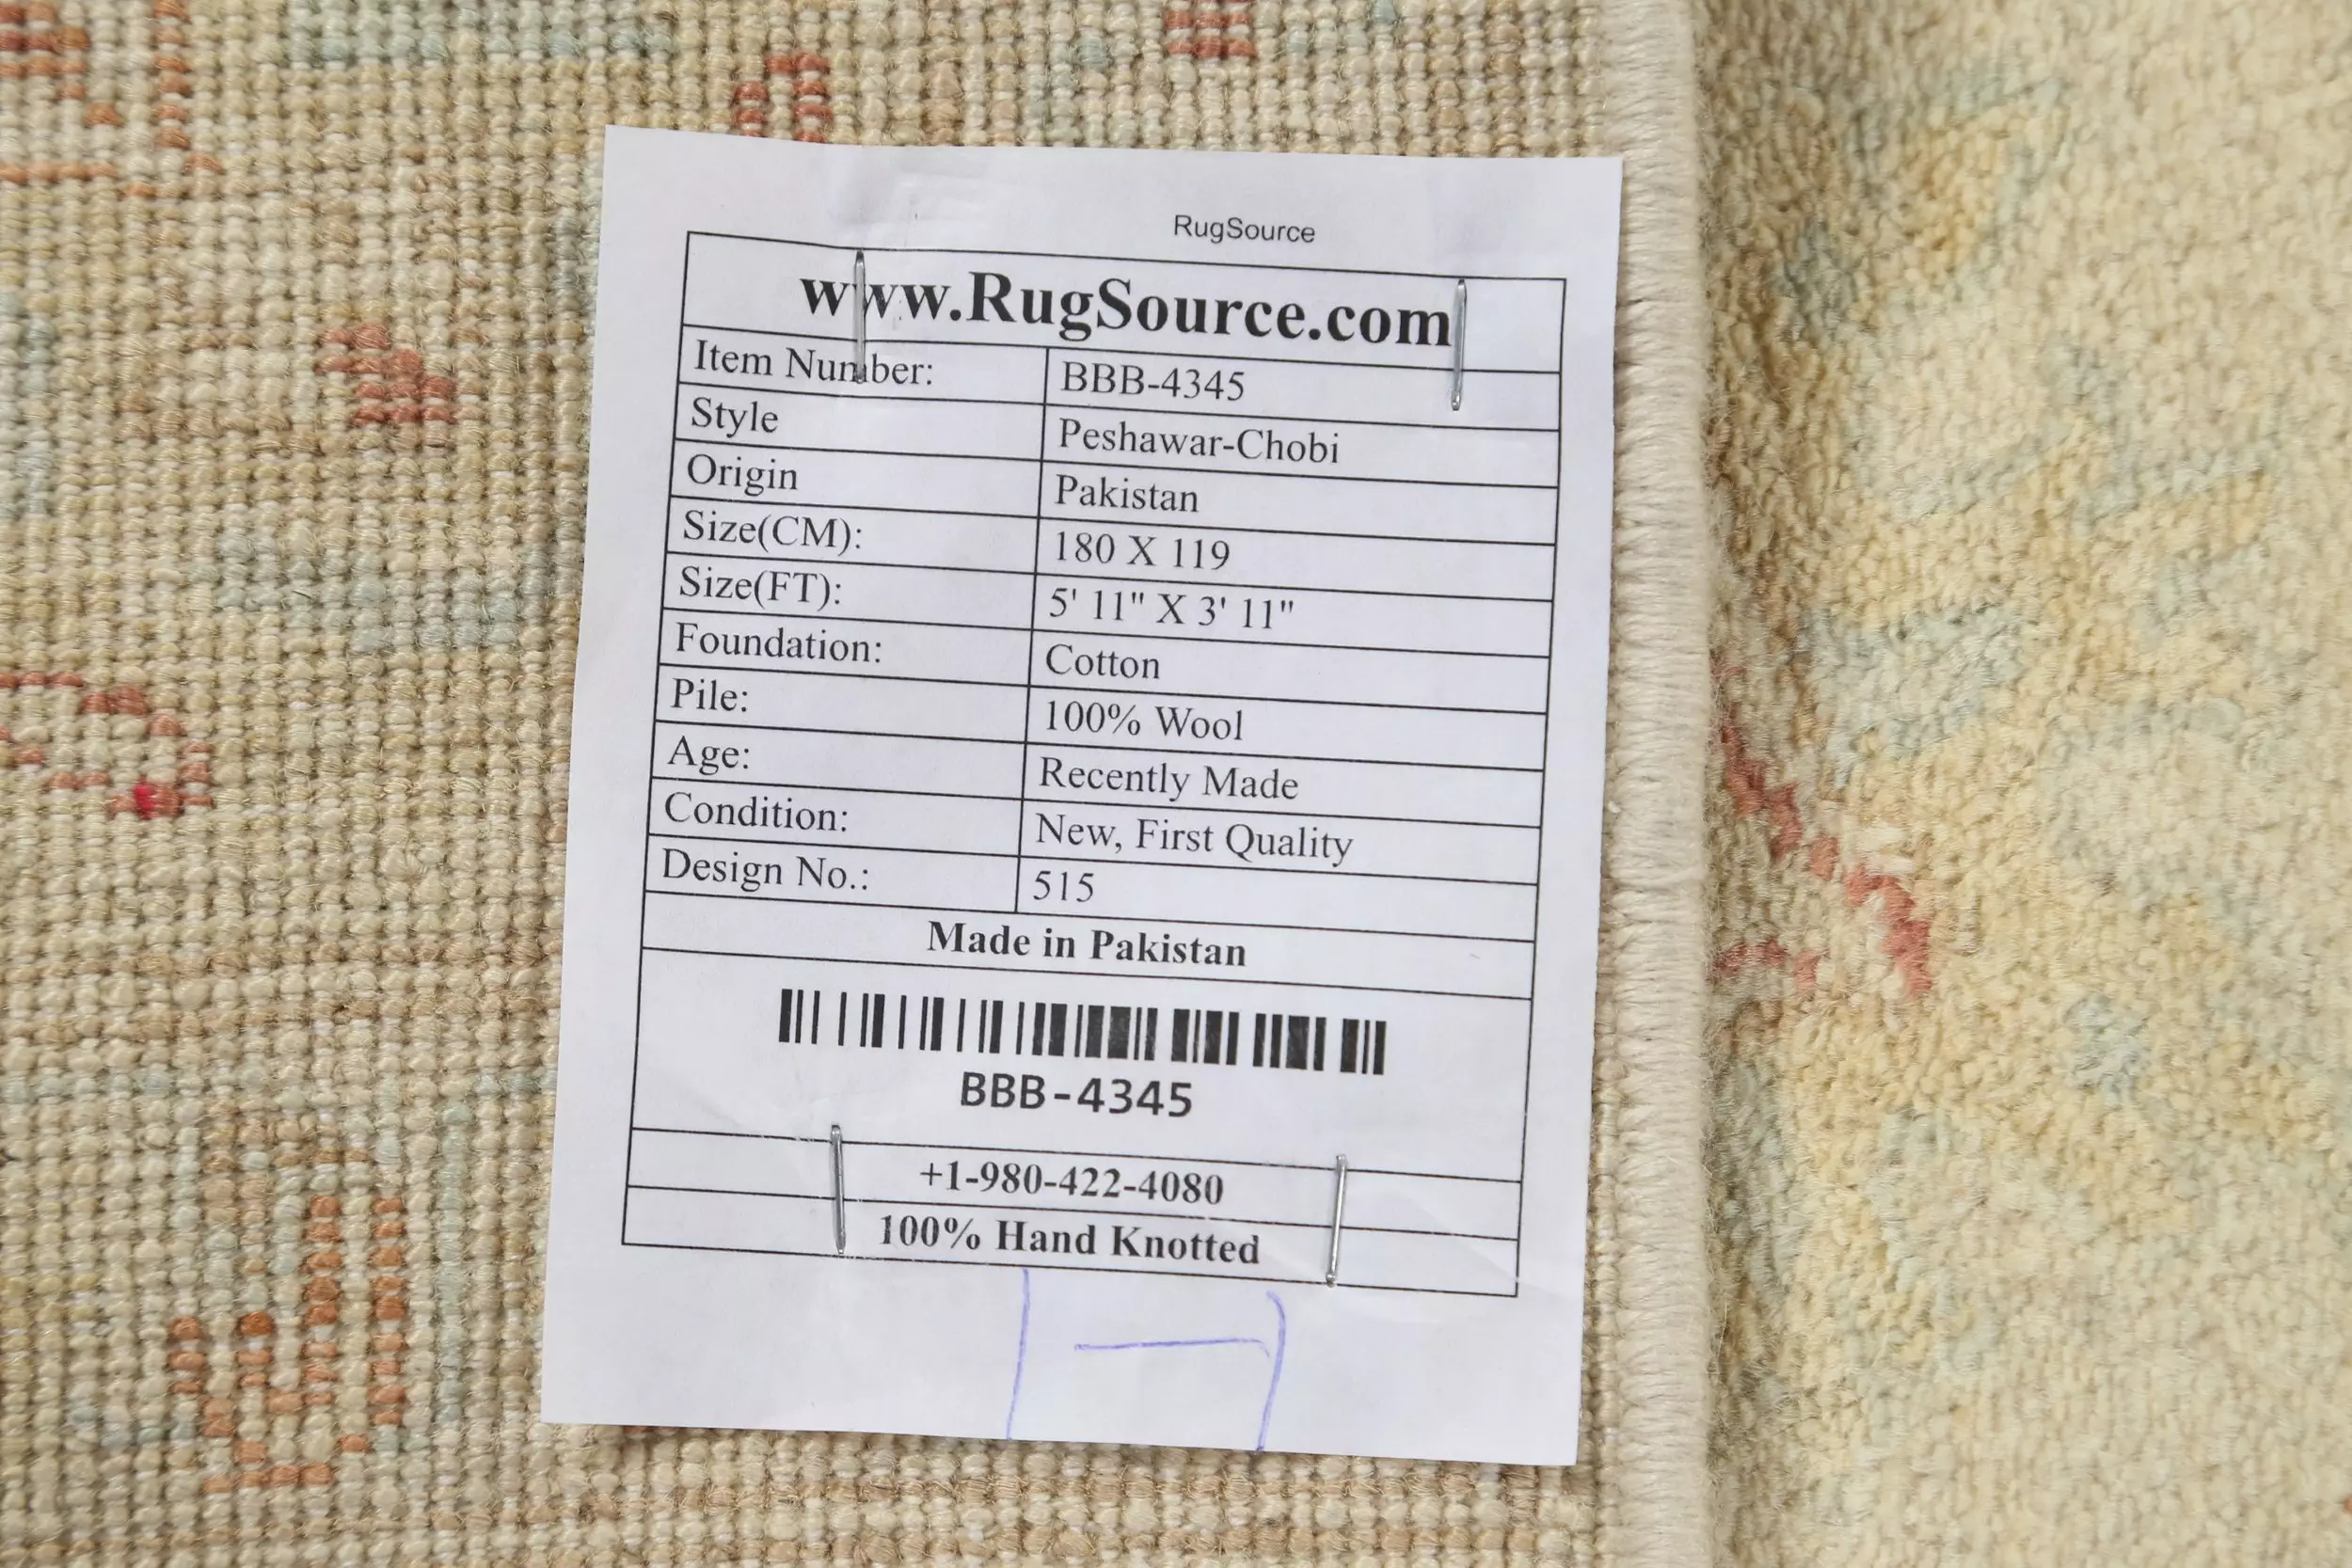 RugSource
www.RugSource.com
Item Number: BBB-4345
Style Peshawar-Chobi
Origin Pakistan
Size(CM): 180 X 119
Size(FT): 5' 11" X 3' 11"
Foundation: Cotton
Pile: 100% Wool
Age: Recently Made
Condition: New, First Quality
Design No.: 515
Made in Pakistan
BBB-4345
+1-980-422-4080
100% Hand Knotted